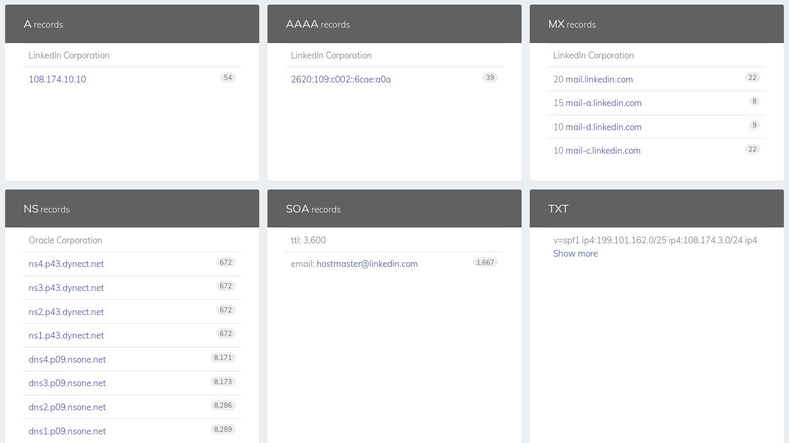 A records
LinkedIn Corporation
108.174.10.10 54
AAAA records
LinkedIn Corporation
2620:109:c002::6cae:a0a 39
MX records
LinkedIn Corporation
20 mail.linkedin.com 22
15 mail-a.linkedin.com 8
10 mail-d.linkedin.com 9
10 mail-c.linkedin.com 22
NS records
Oracle Corporation
ns4.p43.dynect.net 672
ns3.p43.dynect.net 672
ns2.p43.dynect.net 672
ns1.p43.dynect.net 672
dns4.p09.nsone.net 8,171
dns3.p09.nsone.net 8,173
dns2.p09.nsone.net 8,286
dns1.p09.nsone.net 8,289
SOA records
ttl: 3,600
email: hostmaster@linkedin.com 1,667
TXT
v=spf1 ip4:199.101.162.0/25 ip4:108.174.3.0/24 ip4
Show more